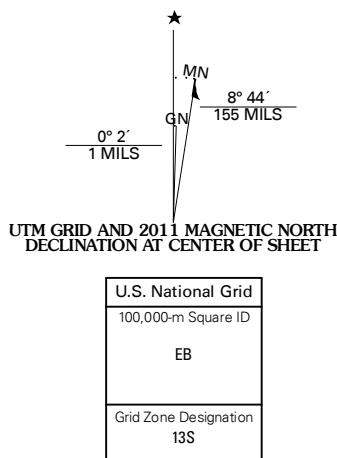 MN
8° 44´
155 MILS
GN
0° 2´
1 MILS
UTM GRID AND 2011 MAGNETIC NORTH
DECLINATION AT CENTER OF SHEET
U.S. National Grid
100,000-m Square ID
EB
Grid Zone Designation
13S